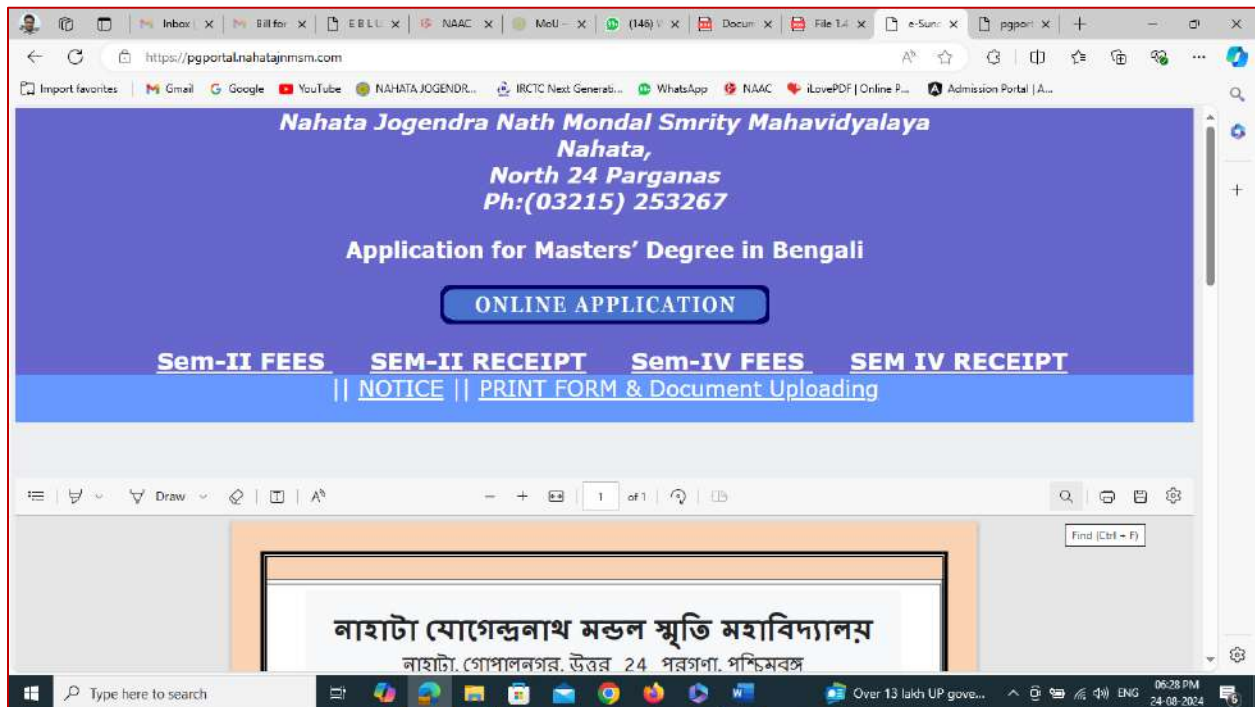 Inbox (
Bill for
E B L U
NAAC
MoU –
(146)
Docum
File 1.4
e-Sunc
pgport
https://pgportal.nahatajnmsm.com
Import favorites
Gmail
Google
YouTube
NAHATA JOGENDR...
IRCTC Next Generati...
WhatsApp
NAAC
iLovePDF | Online P...
Admission Portal | A...
Nahata Jogendra Nath Mondal Smrity Mahavidyalaya
Nahata,
North 24 Parganas
Ph:(03215) 253267
Application for Masters’ Degree in Bengali
ONLINE APPLICATION
Sem-II FEES SEM-II RECEIPT Sem-IV FEES SEM IV RECEIPT
|| NOTICE || PRINT FORM & Document Uploading
Draw
1 of 1
Find (Ctrl + F)
নাহাটা যোগেন্দ্রনাথ মন্ডল স্মৃতি মহাবিদ্যালয়
নাহাটা, গোপালনগর, উত্তর 24 পরগণা, পশ্চিমবঙ্গ
Type here to search
Over 13 lakh UP gove...
ENG
06:28 PM
24-08-2024